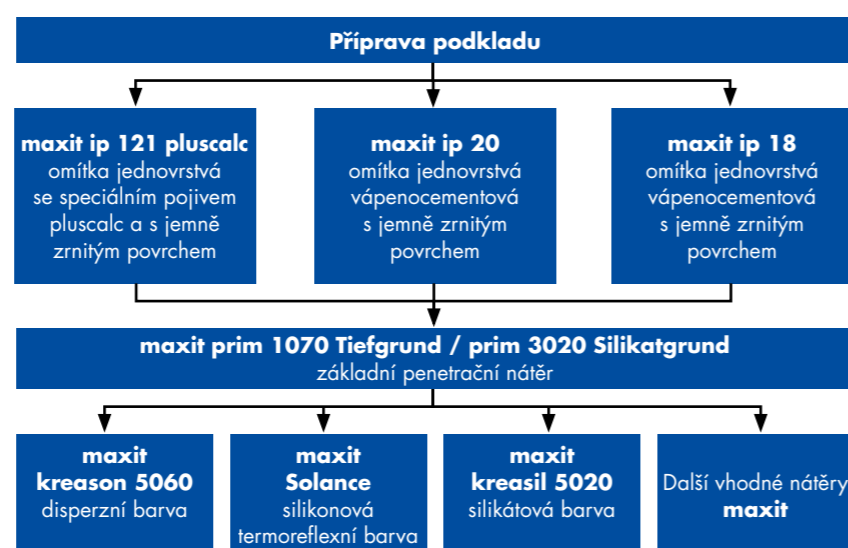 Příprava podkladu
maxit ip 121 pluscalc
omítka jednovrstvá
se speciálním pojivem
pluscalc a s jemně
zrnitým povrchem
maxit ip 20
omítka jednovrstvá
vápenocementová
s jemně zrnitým
povrchem
maxit ip 18
omítka jednovrstvá
vápenocementová
s jemně zrnitým
povrchem
maxit prim 1070 Tiefgrund / prim 3020 Silikatgrund
základní penetrační nátěr
maxit
kreason 5060
disperzní barva
maxit
Solance
silikonová
termoreflexní barva
maxit
kreasil 5020
silikátová barva
Další vhodné nátěry
maxit